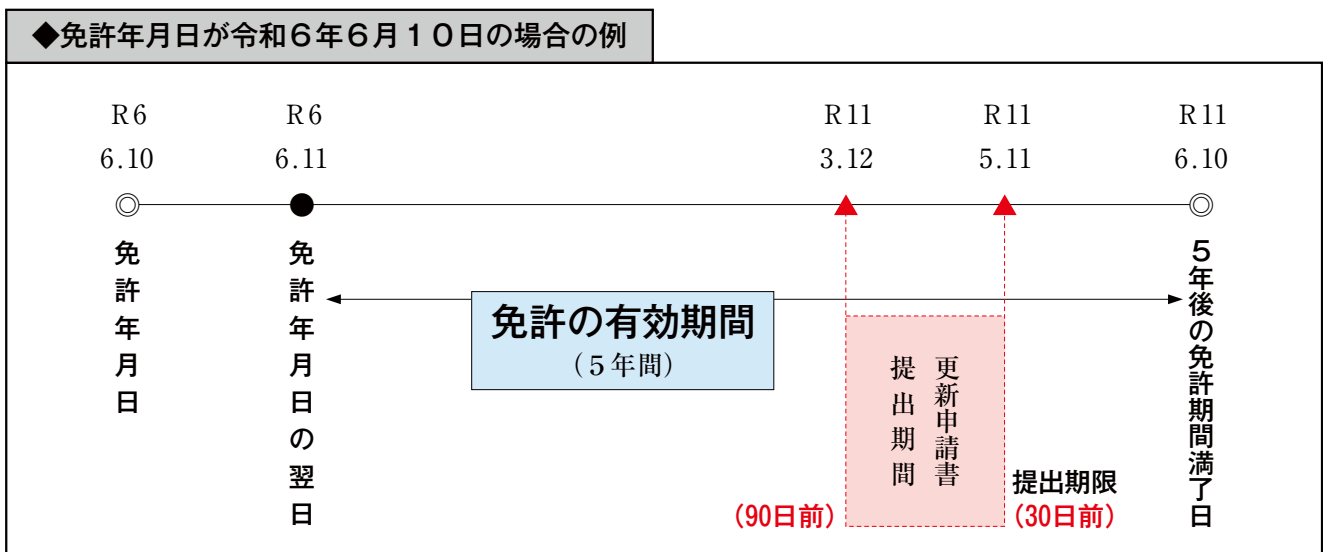 ◆免許年月日が令和６年６月１０日の場合の例
R6
6.10
R6
6.11
R11
3.12
R11
5.11
R11
6.10
免許年月日
免許年月日の翌日
免許の有効期間
（５年間）
更新申請書
提出期間
（90日前）
提出期限
（30日前）
５年後の免許期間満了日